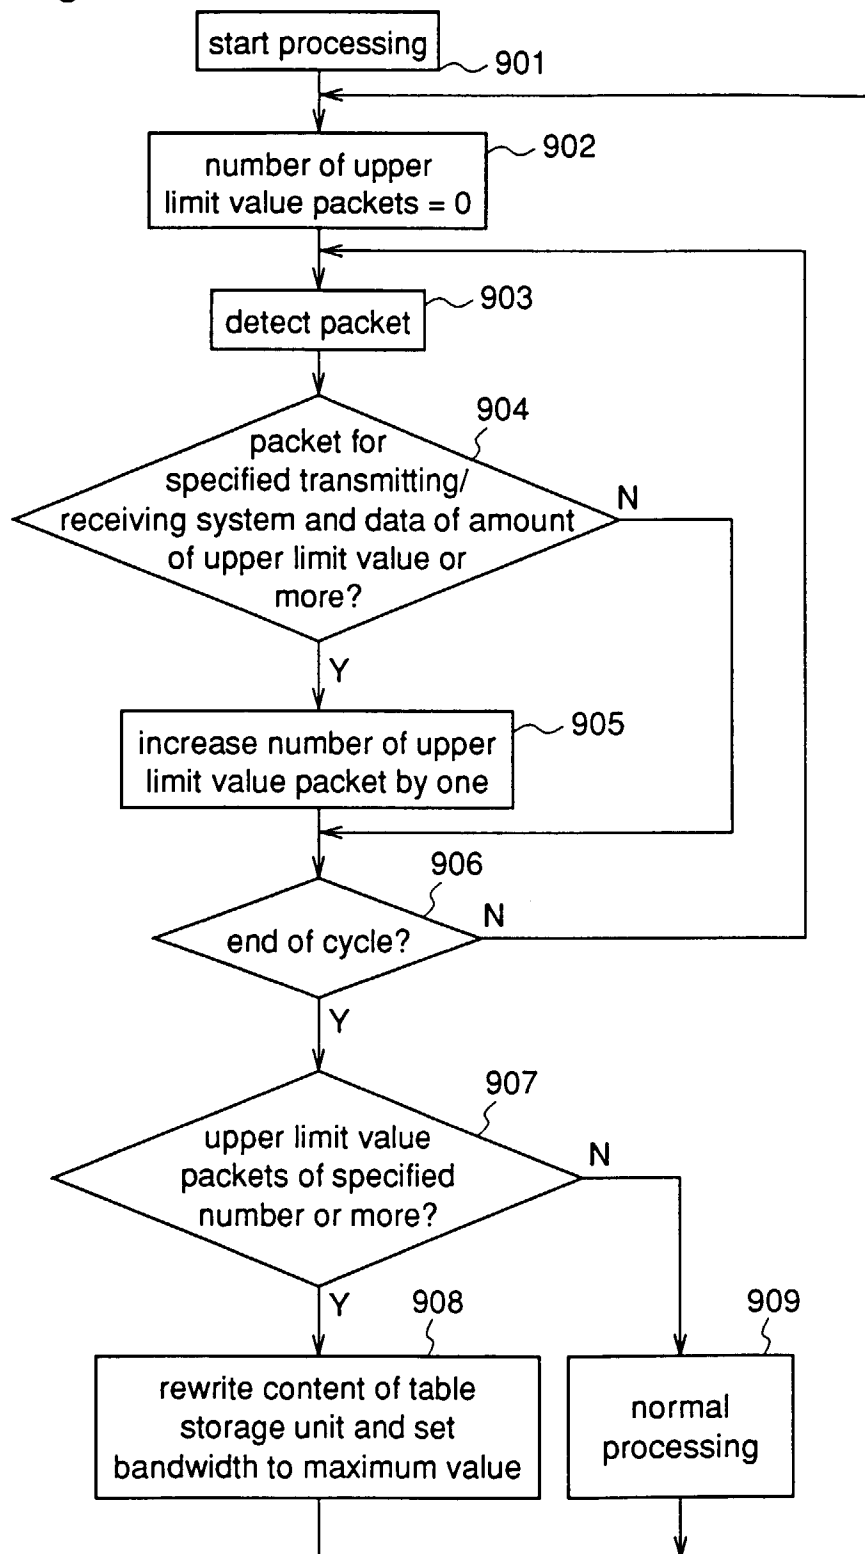 start processing
901
number of upper
limit value packets = 0
902
detect packet
903
904
packet for
specified transmitting/
receiving system and data of amount
of upper limit value or
more?
N
Y
increase number of upper
limit value packet by one
905
906
end of cycle?
N
Y
907
upper limit value
packets of specified
number or more?
N
Y
908
rewrite content of table
storage unit and set
bandwidth to maximum value
909
normal
processing